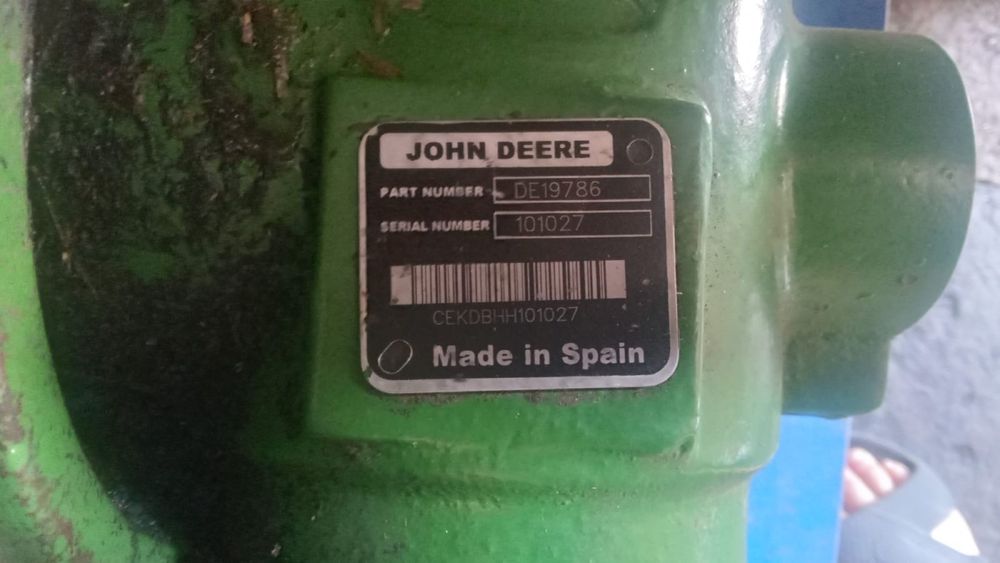 JOHN DEERE
PART NUMBER DE19786
SERIAL NUMBER 101027
CEKDBHH101027
Made in Spain